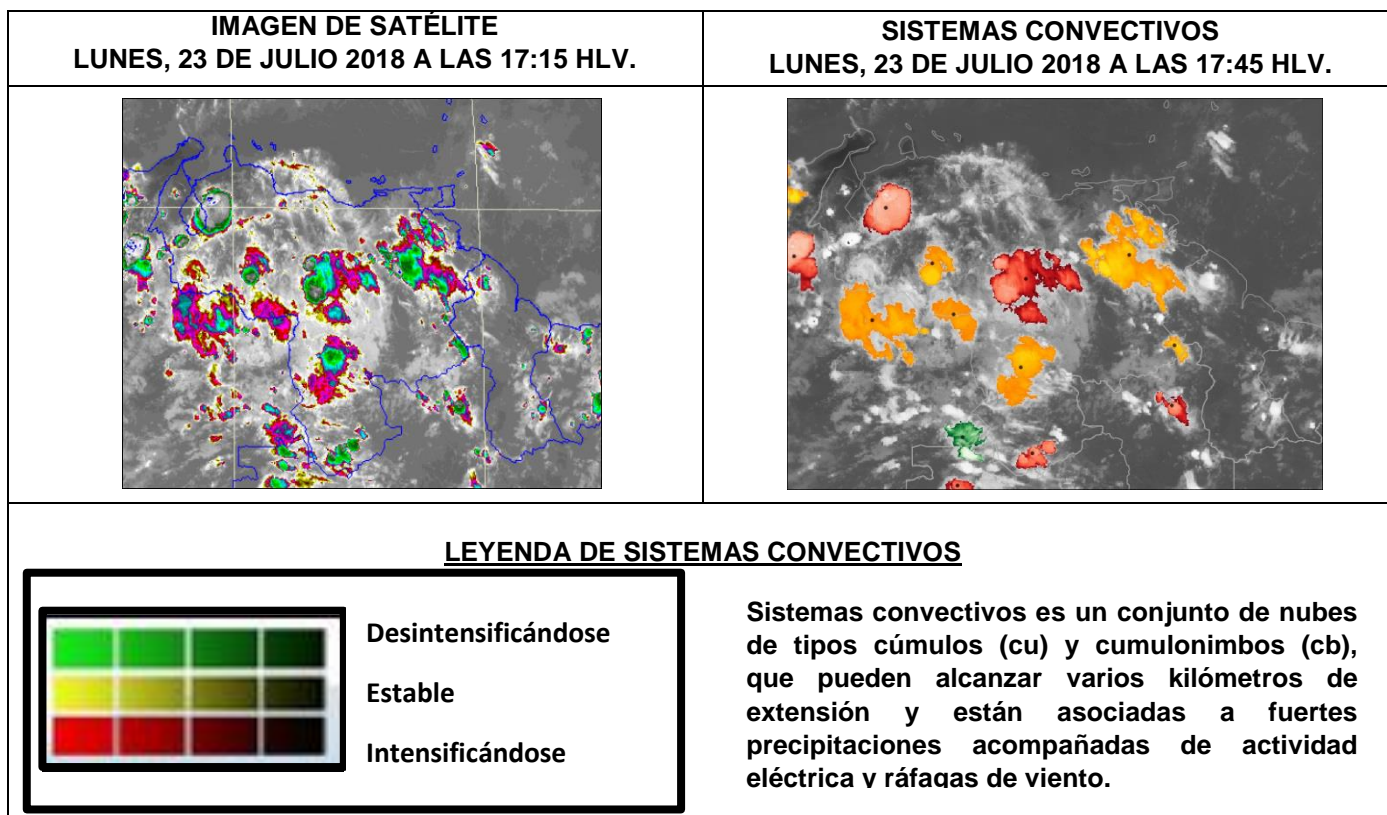 IMAGEN DE SATÉLITE
LUNES, 23 DE JULIO 2018 A LAS 17:15 HLV.
SISTEMAS CONVECTIVOS
LUNES, 23 DE JULIO 2018 A LAS 17:45 HLV.
LEYENDA DE SISTEMAS CONVECTIVOS
Desintensificándose
Estable
Intensificándose
Sistemas convectivos es un conjunto de nubes
de tipos cúmulos (cu) y cumulonimbos (cb),
que pueden alcanzar varios kilómetros de
extensión y están asociadas a fuertes
precipitaciones acompañadas de actividad
eléctrica y ráfagas de viento.